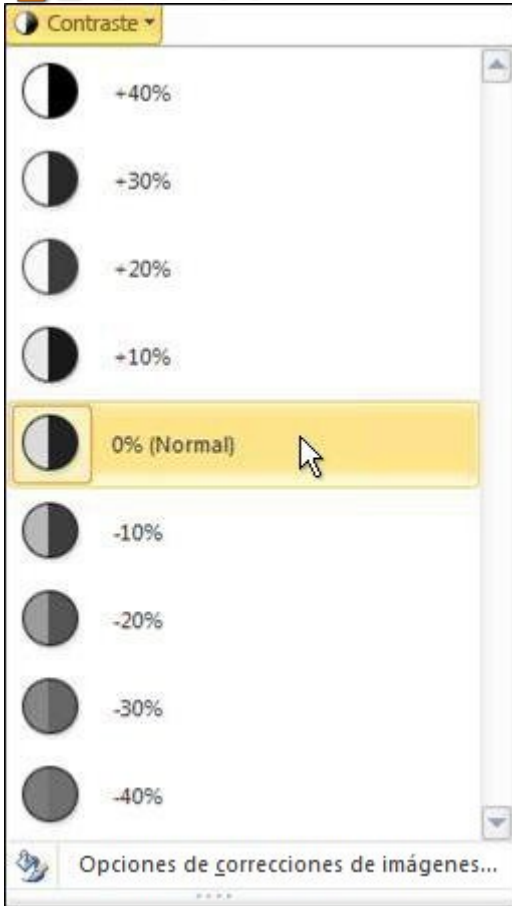 Contraste
+40%
+30%
+20%
+10%
0% (Normal)
-10%
-20%
-30%
-40%
Opciones de correcciones de imágenes...